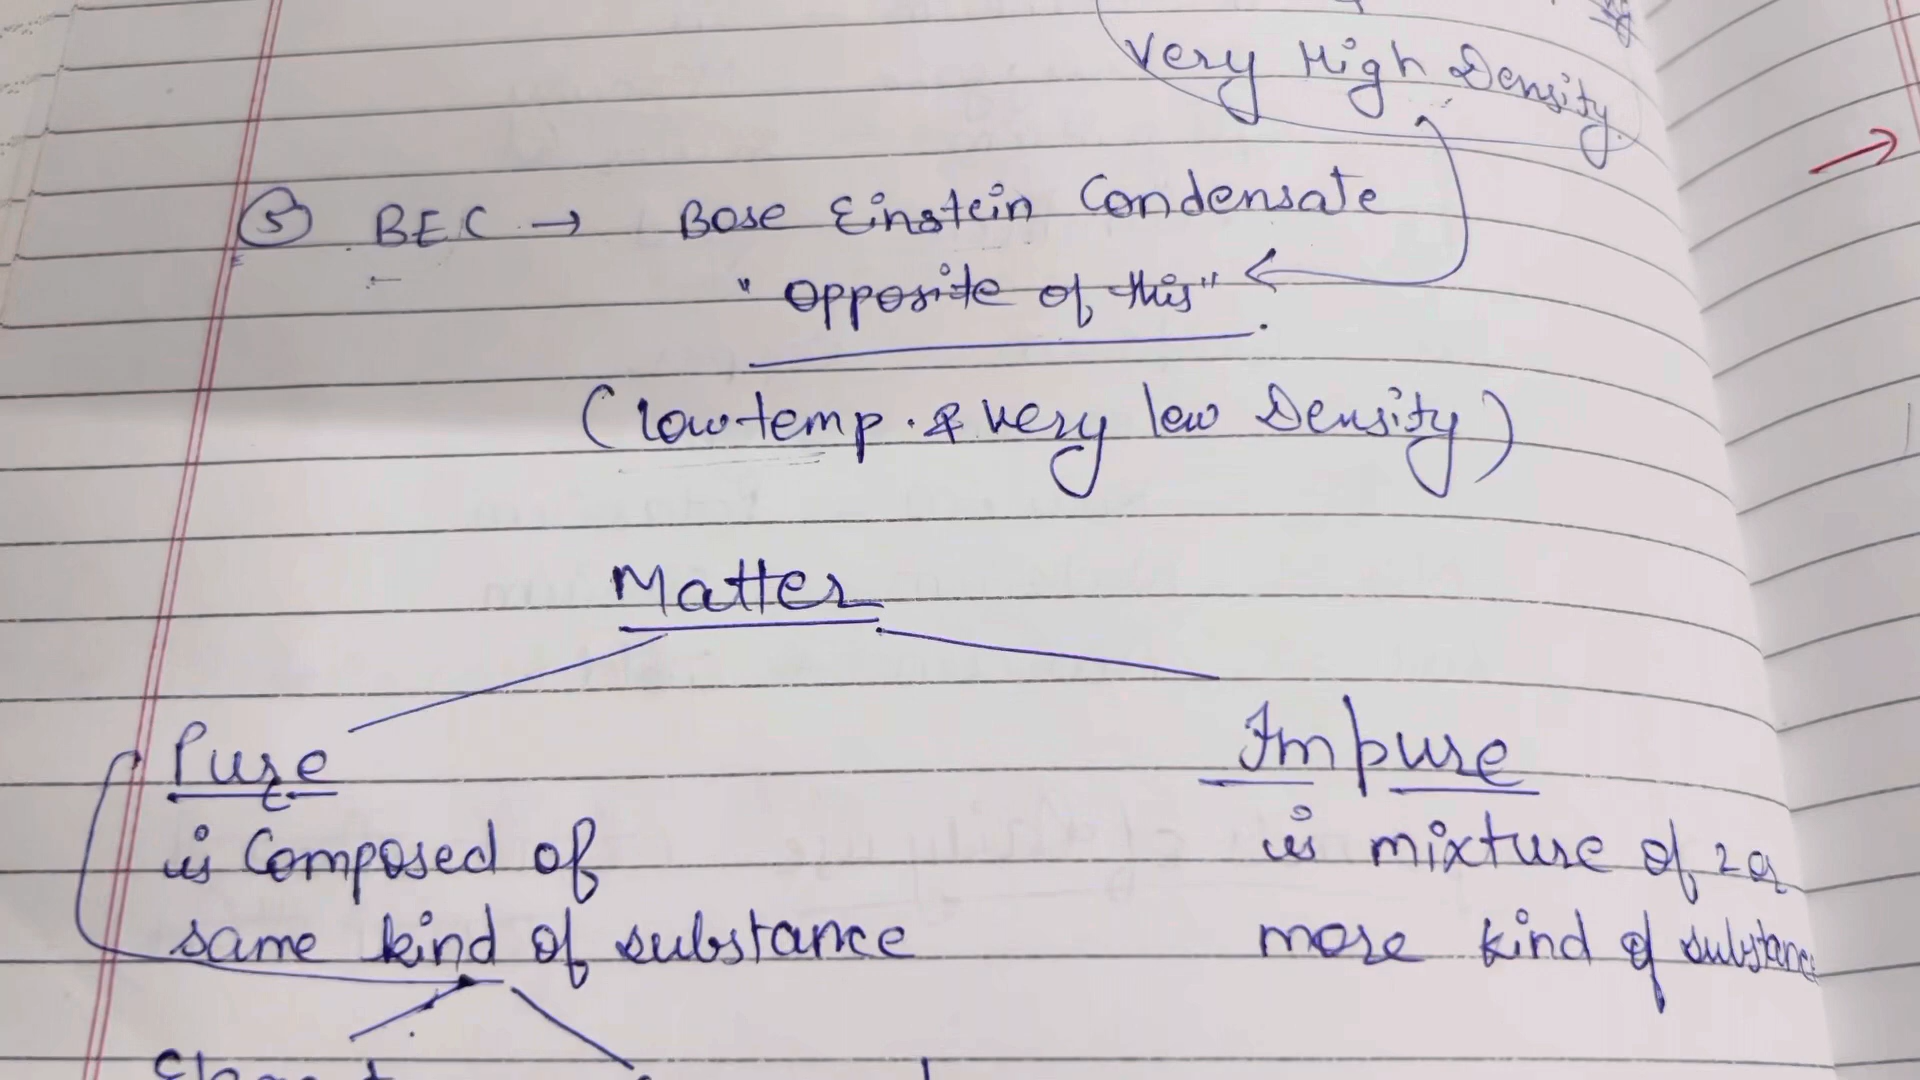 Very High Density
5 BEC → Bose Einstein Condensate
"Opposite of this"
(low temp. & very low Density)
Matter
Pure
Impure
is composed of
same kind of substance
is mixture of 2 or
more kind of substance